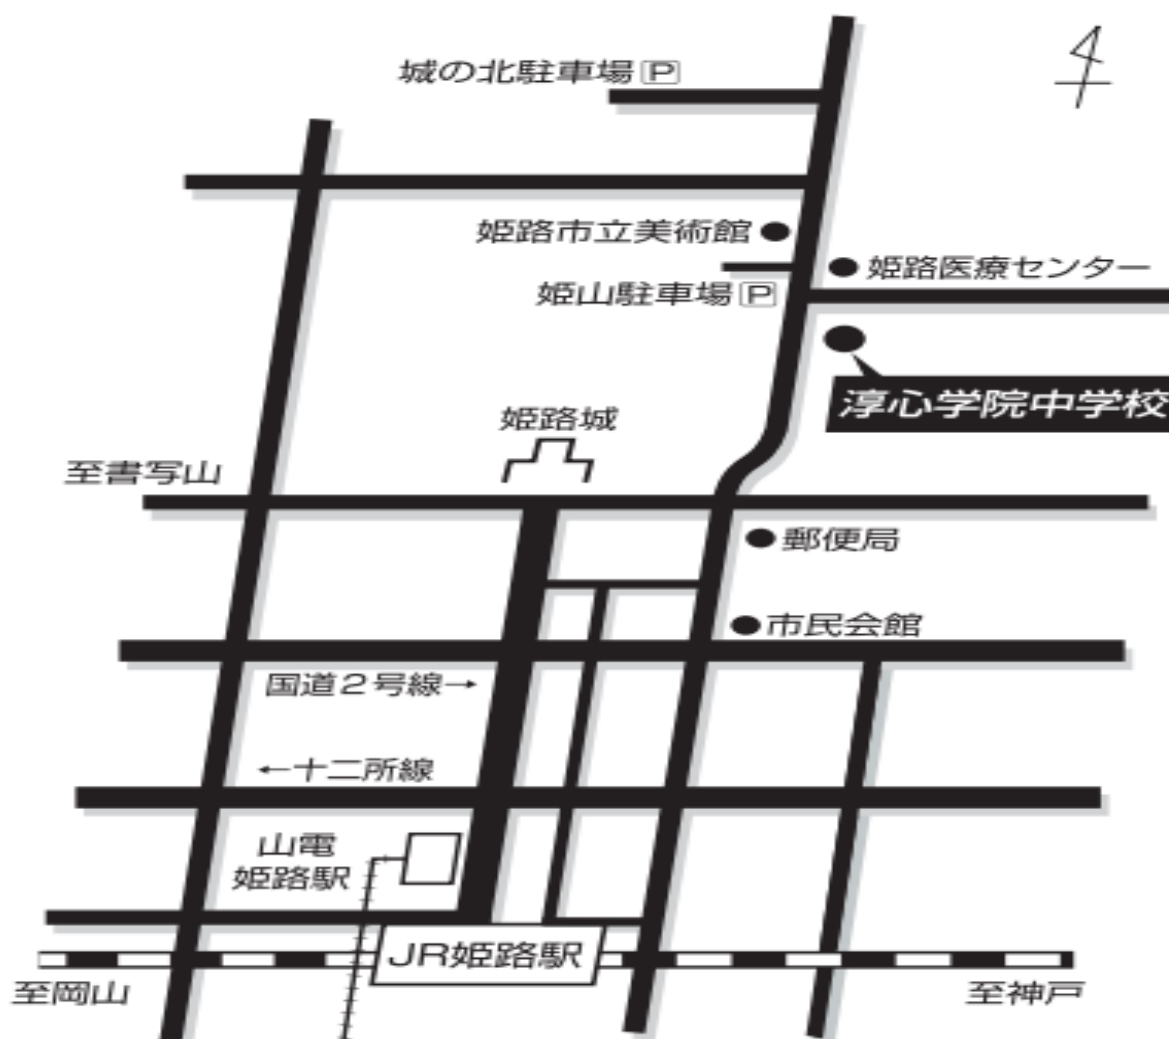 城の北駐車場 P
姫路市立美術館
姫路医療センター
姫山駐車場 P
淳心学院中学校
姫路城
至書写山
郵便局
市民会館
国道2号線→
←十二所線
山電
姫路駅
JR姫路駅
至岡山
至神戸